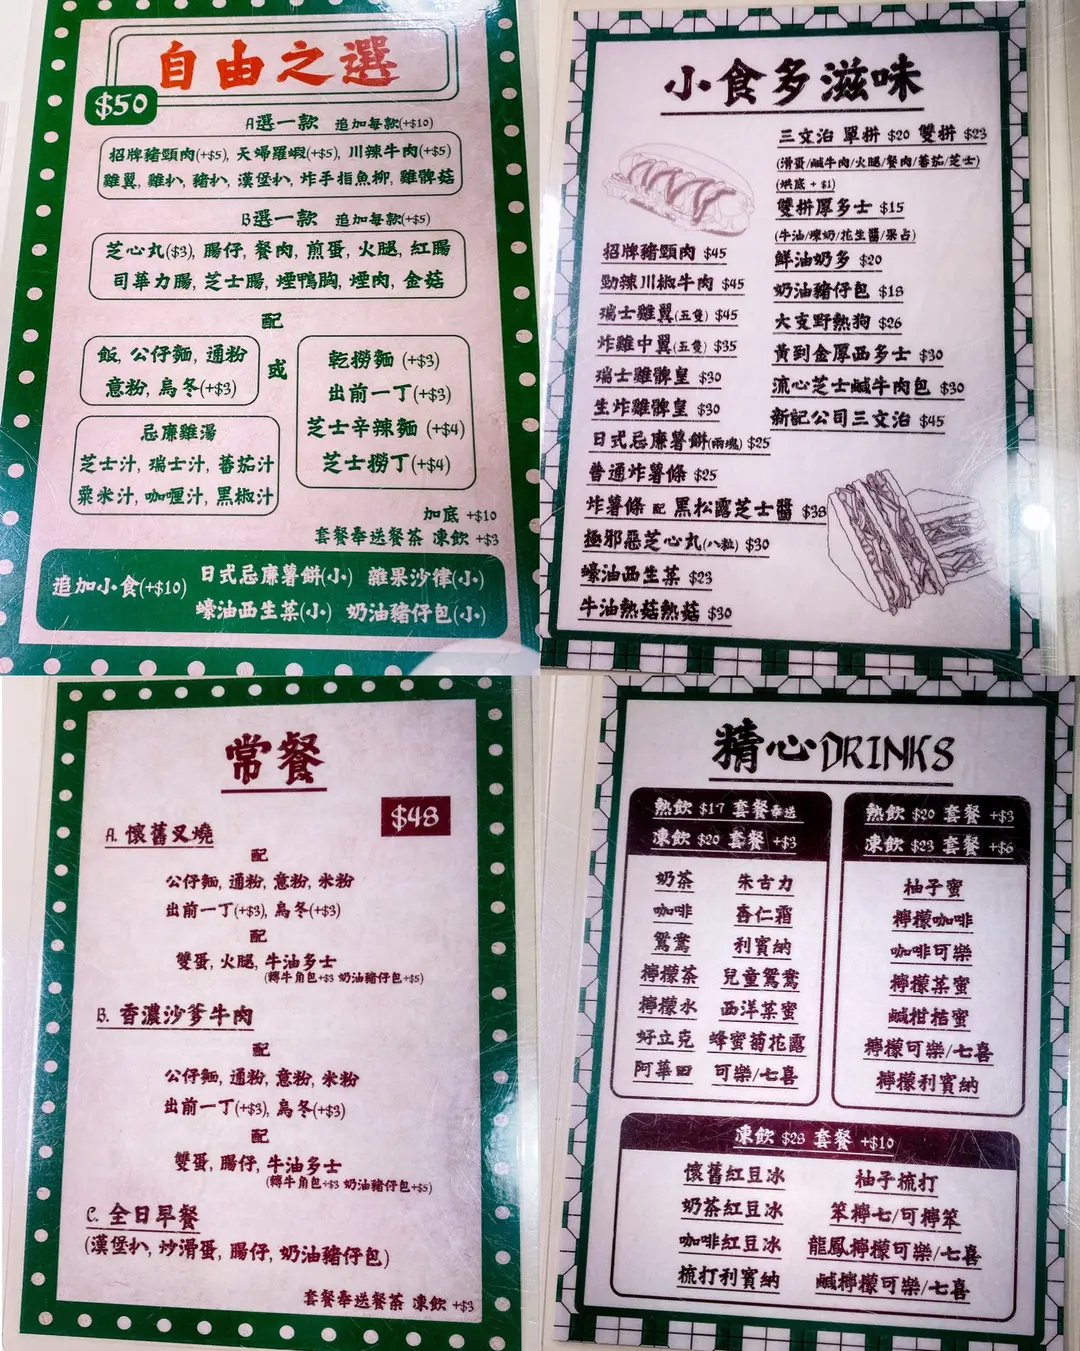 自由之選
$50
A選一款 追加每款(+$10)
招牌豬頸肉(+$5), 天婦羅蝦(+$5), 川辣牛肉(+$5)
雞翼, 雞扒, 豬扒, 漢堡扒, 炸手指魚柳, 雞髀菇
B選一款 追加每款(+$5)
芝心丸($3), 腸仔, 餐肉, 煎蛋, 火腿, 紅腸
司華力腸, 芝士腸, 煙鴨胸, 煙肉, 金菇
配
飯, 公仔麵, 通粉
意粉, 烏冬(+$3)
忌廉雞湯
芝士汁, 瑞士汁, 蕃茄汁
粟米汁, 咖喱汁, 黑椒汁
或
乾撈麵 (+$3)
出前一丁(+$3)
芝士辛辣麵 (+$4)
芝士撈丁(+$4)
加底 +$10
套餐奉送餐茶 凍飲 +$3
追加小食(+$10) 日式忌廉薯餅(小) 雜果沙律(小)
蠔油西生菜(小) 奶油豬仔包(小)
小食多滋味
招牌豬頸肉 $45
勁辣川椒牛肉 $45
瑞士雞翼(五隻) $45
炸雞中翼(五隻) $35
瑞士雞髀皇 $30
生炸雞髀皇 $30
日式忌廉薯餅(兩塊) $25
普通炸薯條 $25
炸薯條 配 黑松露芝士醬 $38
極邪惡芝心丸(八粒) $30
蠔油西生菜 $23
牛油熱菇熱菇 $30
三文治 單拼 $20 雙拼 $23
(滑蛋/鹹牛肉/火腿/餐肉/蕃茄/芝士)
(烘底 + $1)
雙拼厚多士 $15
(牛油/煉奶/花生醬/果占)
鮮油奶多 $20
奶油豬仔包 $18
大支野熱狗 $26
黃到金厚西多士 $30
流心芝士鹹牛肉包 $30
新記公司三文治 $45
常餐
$48
A. 懷舊叉燒
配
公仔麵, 通粉, 意粉, 米粉
出前一丁(+$3), 烏冬(+$3)
配
雙蛋, 火腿, 牛油多士
(轉牛角包+$3 奶油豬仔包+$5)
B. 香濃沙爹牛肉
配
公仔麵, 通粉, 意粉, 米粉
出前一丁(+$3), 烏冬(+$3)
配
雙蛋, 腸仔, 牛油多士
(轉牛角包+$3 奶油豬仔包+$5)
C. 全日早餐
(漢堡扒, 炒滑蛋, 腸仔, 奶油豬仔包)
套餐奉送餐茶 凍飲 +$3
精心DRINKS
熱飲 $17 套餐奉送
凍飲 $20 套餐 +$3
奶茶 朱古力
咖啡 杏仁霜
鴛鴦 利賓納
檸檬茶 兒童鴛鴦
檸檬水 西洋菜蜜
好立克 蜂蜜菊花露
阿華田 可樂/七喜
熱飲 $20 套餐 +$3
凍飲 $23 套餐 +$6
柚子蜜
檸檬咖啡
咖啡可樂
檸檬菜蜜
鹹柑桔蜜
檸檬可樂/七喜
檸檬利賓納
凍飲 $28 套餐 +$10
懷舊紅豆冰 柚子梳打
奶茶紅豆冰 笨檸七/可檸笨
咖啡紅豆冰 龍鳳檸檬可樂/七喜
梳打利賓納 鹹檸檬可樂/七喜